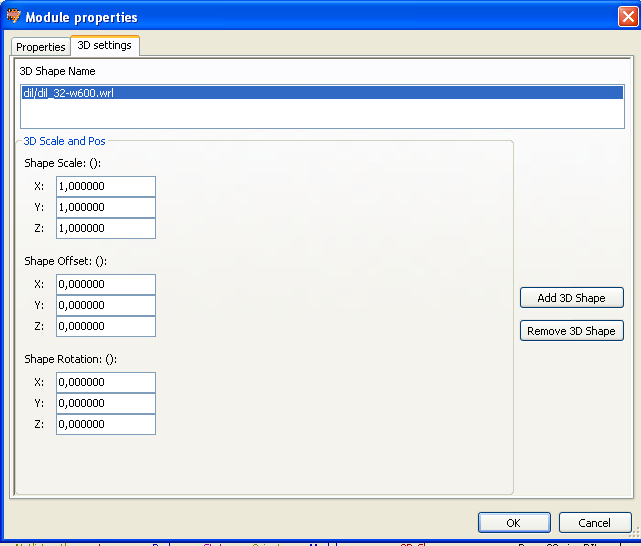 Module properties
Properties
3D settings
3D Shape Name
dil/dil_32-w600.wrl
3D Scale and Pos
Shape Scale: ():
X: 1,000000
Y: 1,000000
Z: 1,000000
Shape Offset: ():
X: 0,000000
Y: 0,000000
Z: 0,000000
Add 3D Shape
Remove 3D Shape
Shape Rotation: ():
X: 0,000000
Y: 0,000000
Z: 0,000000
OK
Cancel